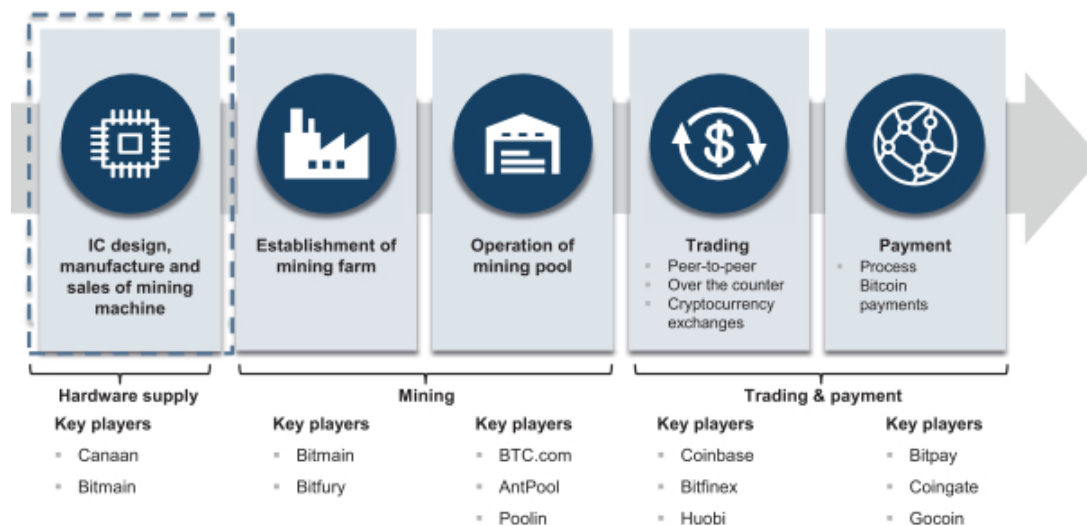 IC design,
manufacture and
sales of mining
machine
Establishment of
mining farm
Operation of
mining pool
Trading
▪ Peer-to-peer
▪ Over the counter
▪ Cryptocurrency
exchanges
Payment
▪ Process
Bitcoin
payments
Hardware supply
Mining
Trading & payment
Key players
▪ Canaan
▪ Bitmain
Key players
▪ Bitmain
▪ Bitfury
Key players
▪ BTC.com
▪ AntPool
▪ Poolin
Key players
▪ Coinbase
▪ Bitfinex
▪ Huobi
Key players
▪ Bitpay
▪ Coingate
▪ Gocoin